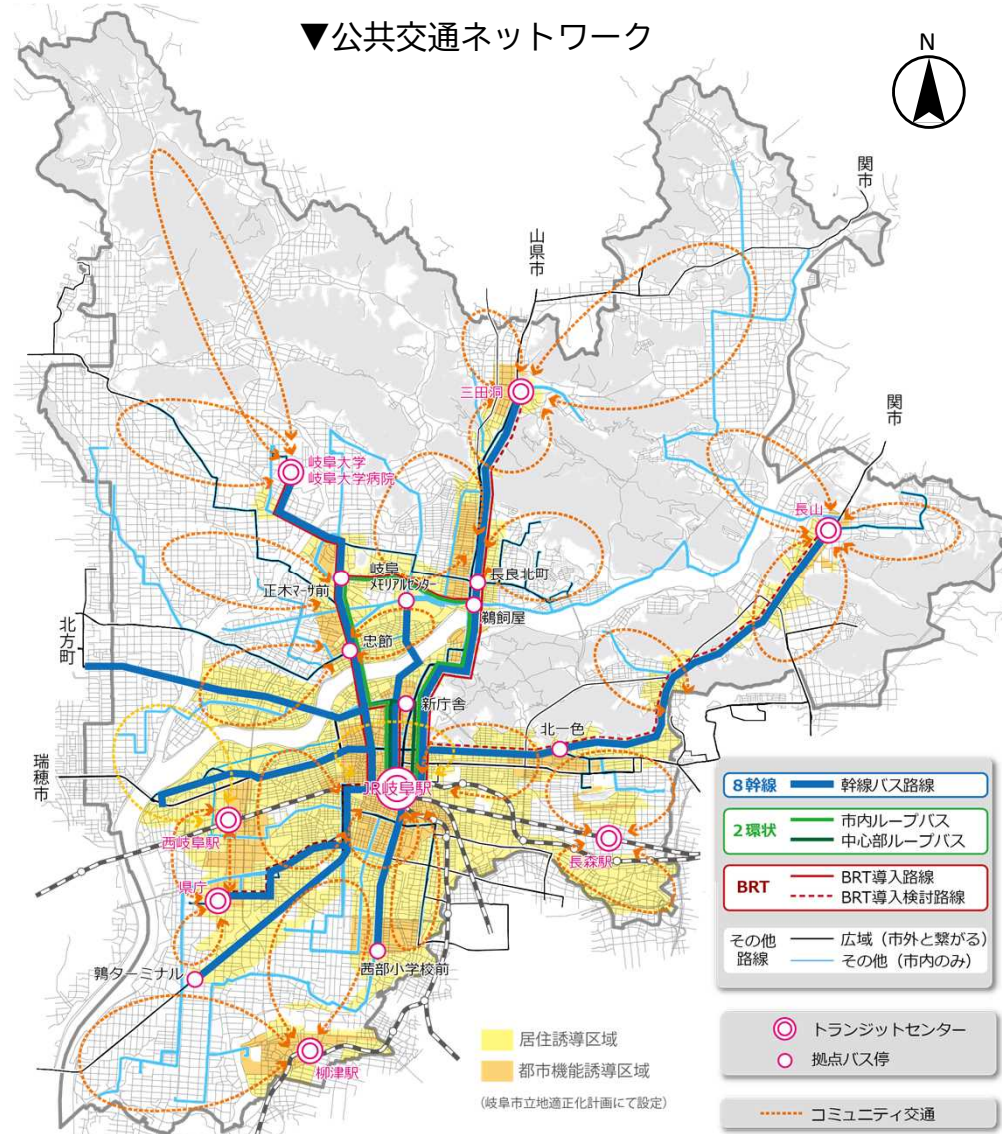 ▼公共交通ネットワーク
N
関市
山県市
関市
三田洞
岐阜大学
岐阜大学病院
長山
岐阜
メモリアルセンター
正木マーサ前
長良北町
鵜飼屋
北方町
忠節
新庁舎
北一色
瑞穂市
JR岐阜駅
西岐阜駅
長森駅
県庁
鶉ターミナル
茜部小学校前
柳津駅
8幹線 幹線バス路線
2環状 市内ループバス
中心部ループバス
BRT BRT導入路線
BRT導入検討路線
その他
路線
広域（市外と繋がる）
その他（市内のみ）
トランジットセンター
拠点バス停
コミュニティ交通
居住誘導区域
都市機能誘導区域
(岐阜市立地適正化計画にて設定)